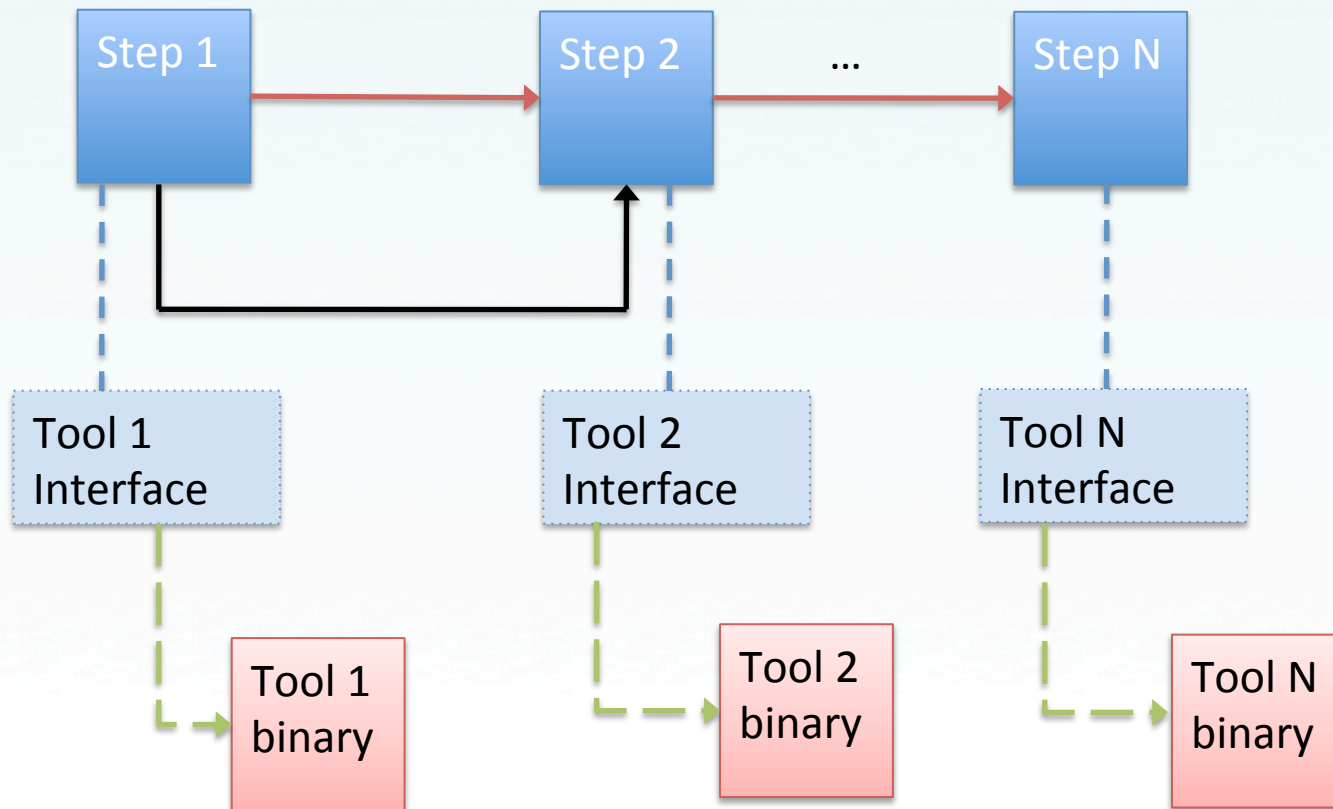 Step 1
Step 2
...
Step N
Tool 1
Interface
Tool 2
Interface
Tool N
Interface
Tool 1
binary
Tool 2
binary
Tool N
binary